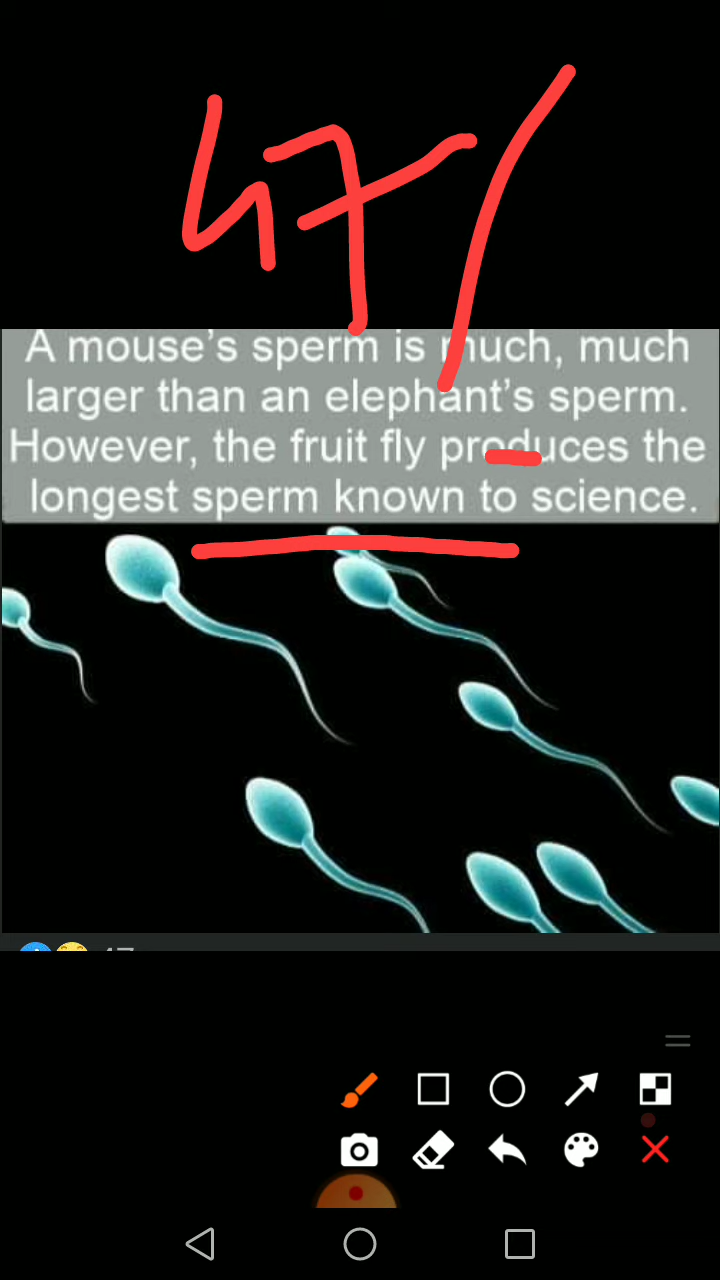 47/
A mouse's sperm is much, much
larger than an elephant's sperm.
However, the fruit fly produces the
longest sperm known to science.